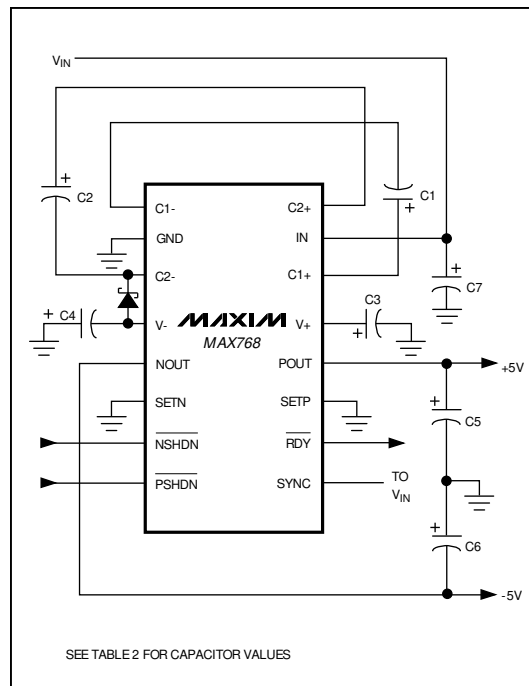 VIN
+
C2
C1
+
C1-
C2+
GND
IN
C2-
C1+
+
C7
+
C4
V-
MAXIM
MAX768
V+
C3
+
NOUT
POUT
+5V
SETN
SETP
+
C5
NSHDN
RDY
PSHDN
SYNC
TO
VIN
+
C6
-5V
SEE TABLE 2 FOR CAPACITOR VALUES